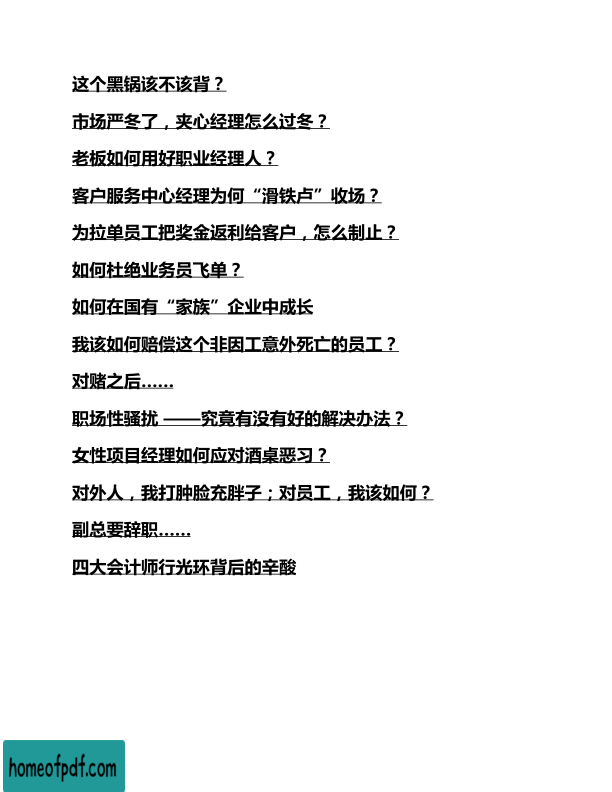 这个黑锅该不该背？
市场严冬了，夹心经理怎么过冬？
老板如何用好职业经理人？
客户服务中心经理为何“滑铁卢”收场？
为拉单员工把奖金返利给客户，怎么制止？
如何杜绝业务员飞单？
如何在国有“家族”企业中成长
我该如何赔偿这个非因工意外死亡的员工？
对赌之后……
职场性骚扰 ——究竟有没有好的解决办法？
女性项目经理如何应对酒桌恶习？
对外人，我打肿脸充胖子；对员工，我该如何？
副总要辞职……
四大会计师行光环背后的辛酸
homeofpdf.com